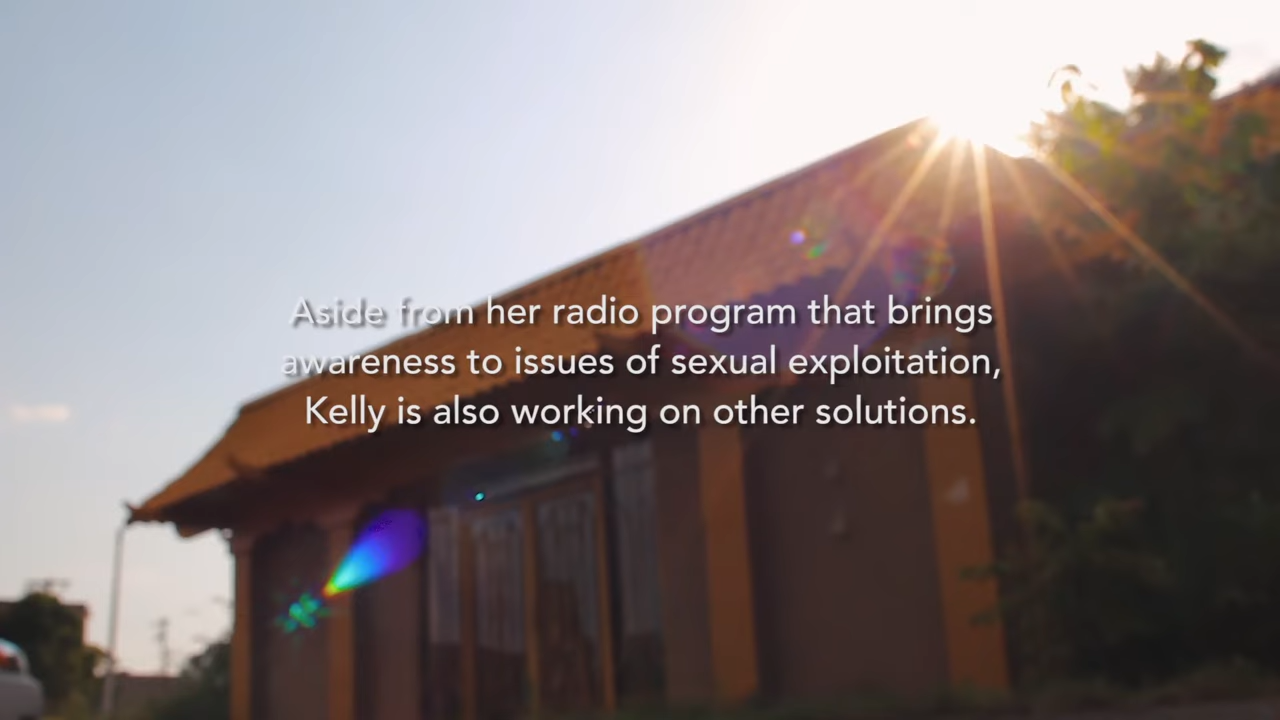 Aside from her radio program that brings
awareness to issues of sexual exploitation,
Kelly is also working on other solutions.